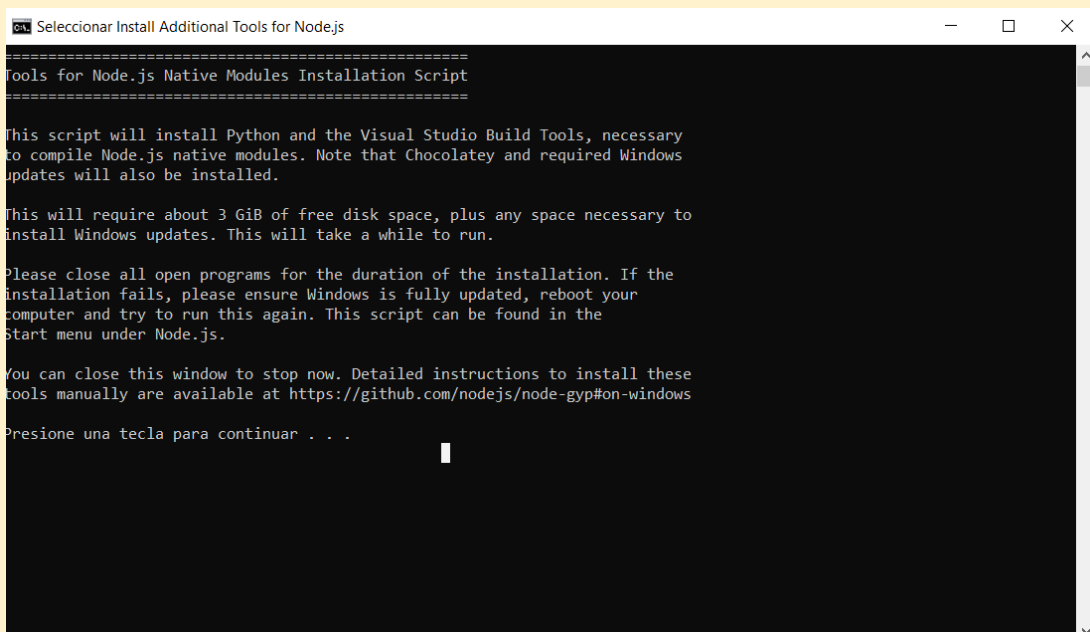 Seleccionar Install Additional Tools for Node.js
====================================================
Tools for Node.js Native Modules Installation Script
====================================================
This script will install Python and the Visual Studio Build Tools, necessary
to compile Node.js native modules. Note that Chocolatey and required Windows
updates will also be installed.
This will require about 3 GiB of free disk space, plus any space necessary to
install Windows updates. This will take a while to run.
Please close all open programs for the duration of the installation. If the
installation fails, please ensure Windows is fully updated, reboot your
computer and try to run this again. This script can be found in the
Start menu under Node.js.
You can close this window to stop now. Detailed instructions to install these
tools manually are available at https://github.com/nodejs/node-gyp#on-windows
Presione una tecla para continuar . . .